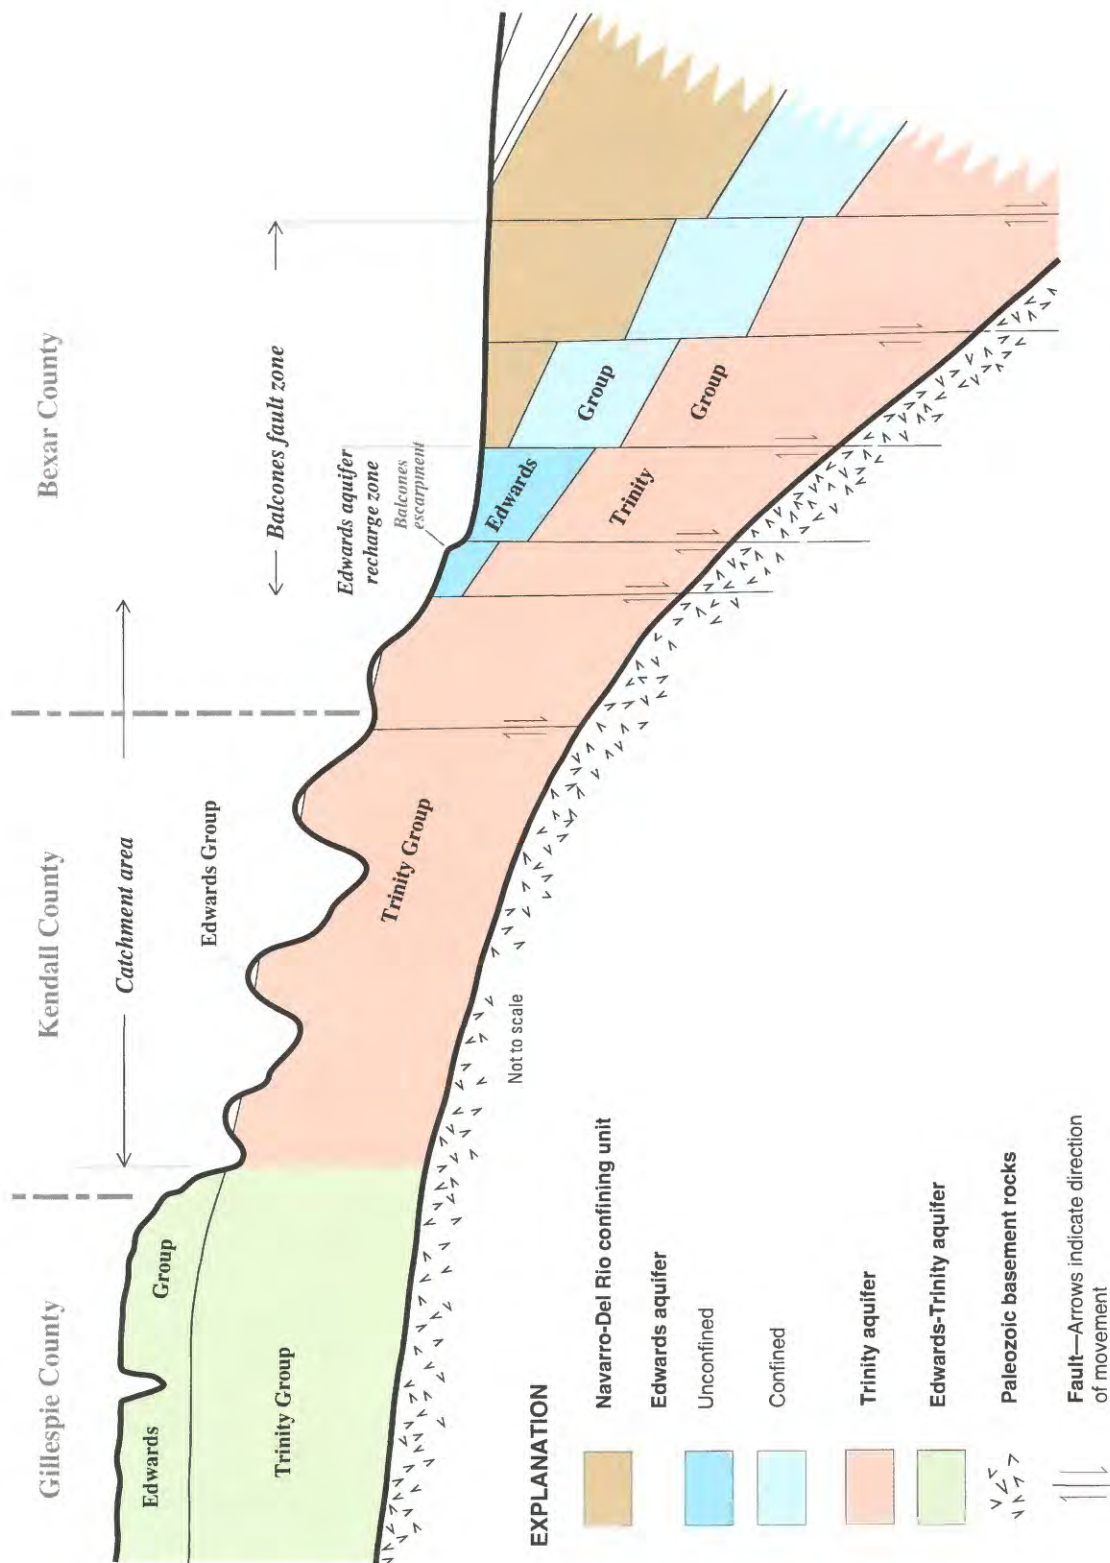 Gillespie County
Kendall County
Bexar County
Catchment area
Balcones fault zone
Edwards aquifer
recharge zone
Balcones
escarpment
Edwards Group
Edwards
Group
Trinity Group
Trinity Group
Edwards
Group
Trinity
Group
Not to scale
EXPLANATION
Navarro-Del Rio confining unit
Edwards aquifer
Unconfined
Confined
Trinity aquifer
Edwards-Trinity aquifer
Paleozoic basement rocks
Fault—Arrows indicate direction
of movement